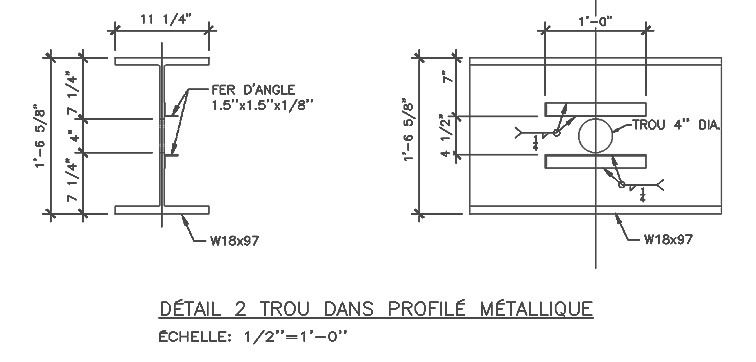 11 1/4"
1'-0"
7 1/4"
4"
7 1/4"
1'-6 5/8"
FER D'ANGLE
1.5"x1.5"x1/8"
W18x97
7"
4 1/2"
1'-6 5/8"
TROU 4" DIA.
1/4
1/4
W18x97
DÉTAIL 2 TROU DANS PROFILÉ MÉTALLIQUE
ÉCHELLE: 1/2"=1'-0"